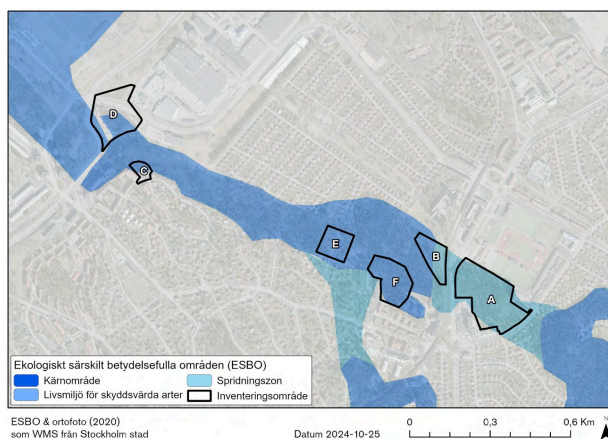 D
C
E
B
F
A
Ekologiskt särskilt betydelsefulla områden (ESBO)
Kärnområde
Spridningszon
Livsmiljö för skyddsvärda arter
Inventeringsområde
ESBO & ortofoto (2020)
som WMS från Stockholm stad
Datum 2024-10-25
0 0,3 0,6 Km
N